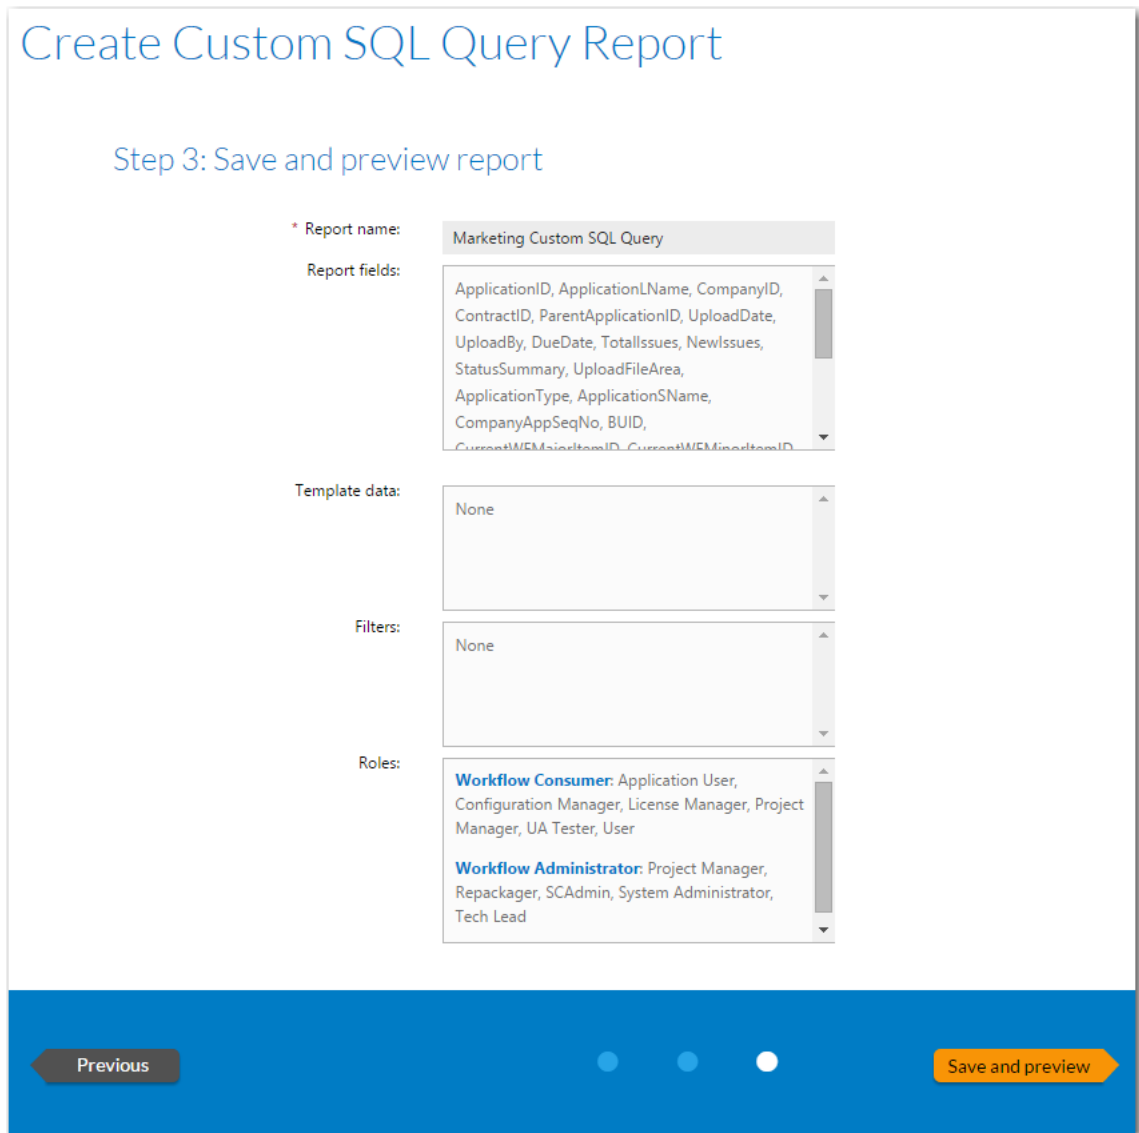 Create Custom SQL Query Report
Step 3: Save and preview report
* Report name:
Marketing Custom SQL Query
Report fields:
ApplicationID, ApplicationLName, CompanyID,
ContractID, ParentApplicationID, UploadDate,
UploadBy, DueDate, TotalIssues, NewIssues,
StatusSummary, UploadFileArea,
ApplicationType, ApplicationSName,
CompanyAppSeqNo, BUID,
CurrentWFMajorItemID, CurrentWFMinorItemID
Template data:
None
Filters:
None
Roles:
Workflow Consumer: Application User,
Configuration Manager, License Manager, Project
Manager, UA Tester, User
Workflow Administrator: Project Manager,
Repackager, SCAdmin, System Administrator,
Tech Lead
Previous
Save and preview